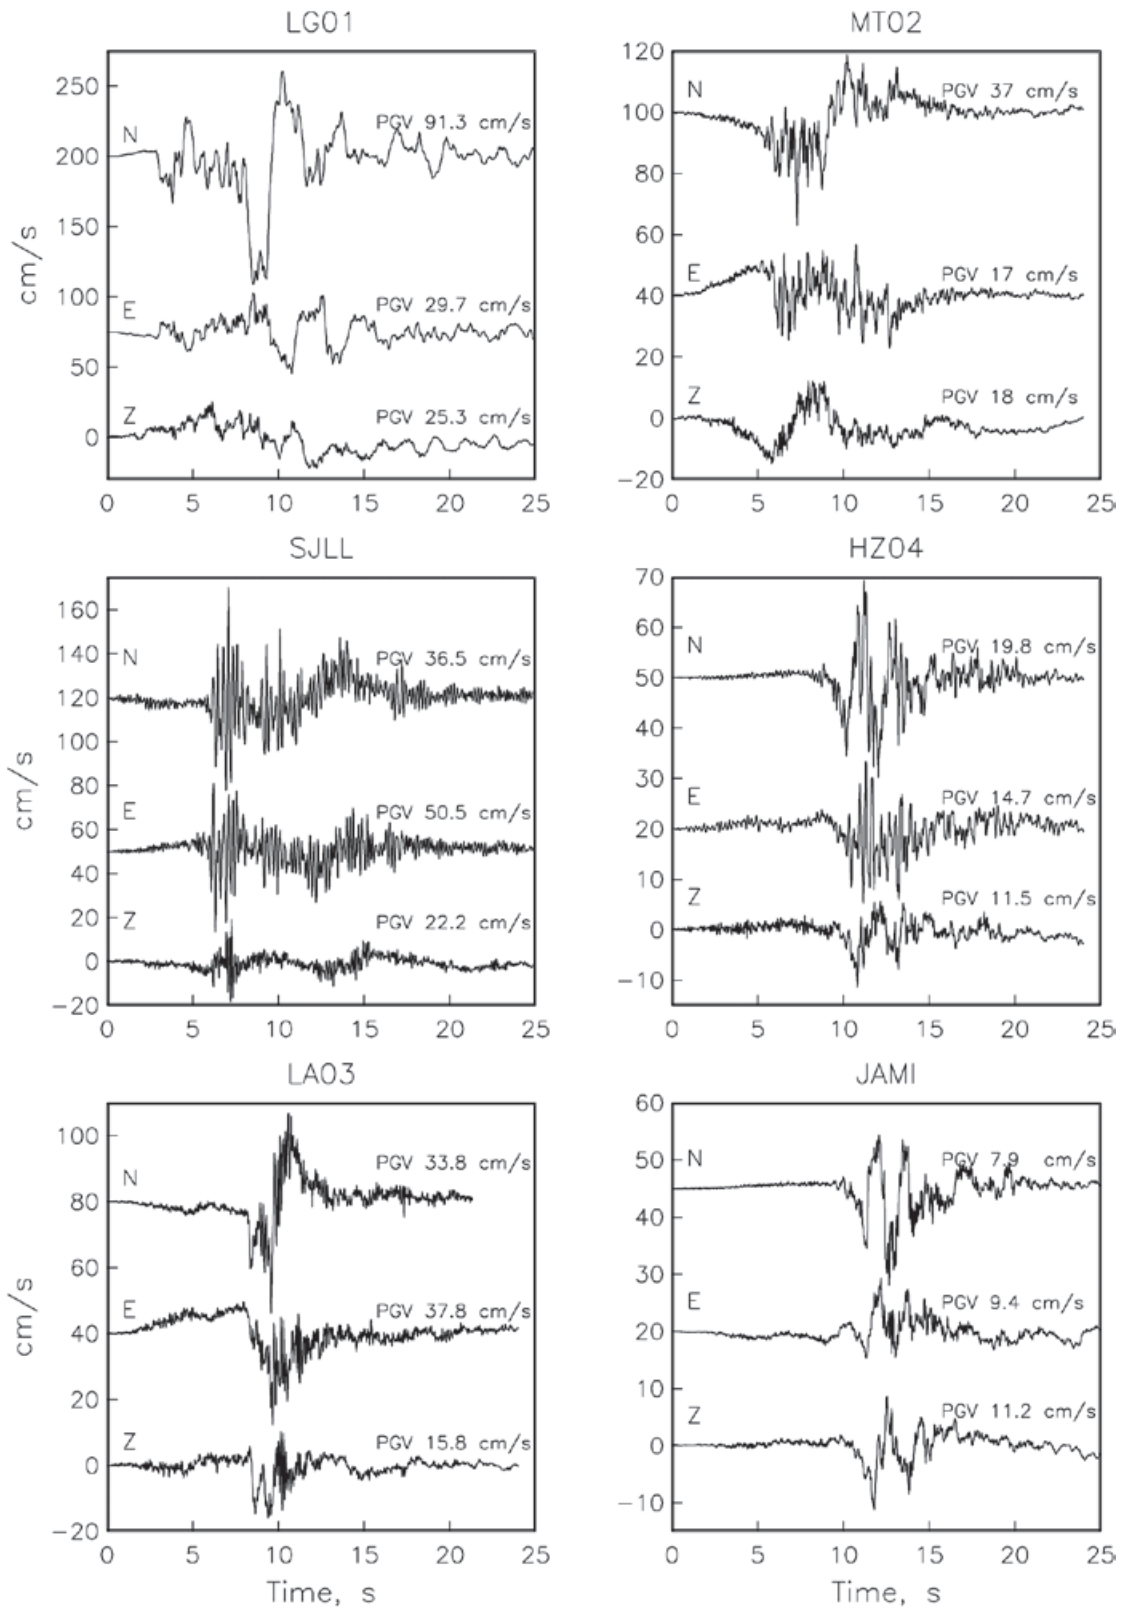 LG01
MT02
cm/s
250
200
150
100
50
0
N
PGV 91.3 cm/s
E
PGV 29.7 cm/s
Z
PGV 25.3 cm/s
0 5 10 15 20 25
120
100
80
60
40
20
0
-20
N
PGV 37 cm/s
E
PGV 17 cm/s
Z
PGV 18 cm/s
0 5 10 15 20 25
SJLL
HZ04
cm/s
160
140
120
100
80
60
40
20
0
-20
N
PGV 36.5 cm/s
E
PGV 50.5 cm/s
Z
PGV 22.2 cm/s
0 5 10 15 20 25
70
60
50
40
30
20
10
0
-10
N
PGV 19.8 cm/s
E
PGV 14.7 cm/s
Z
PGV 11.5 cm/s
0 5 10 15 20 25
LA03
JAMI
cm/s
100
80
60
40
20
0
-20
N
PGV 33.8 cm/s
E
PGV 37.8 cm/s
Z
PGV 15.8 cm/s
0 5 10 15 20 25
Time, s
60
50
40
30
20
10
0
-10
N
PGV 7.9 cm/s
E
PGV 9.4 cm/s
Z
PGV 11.2 cm/s
0 5 10 15 20 25
Time, s